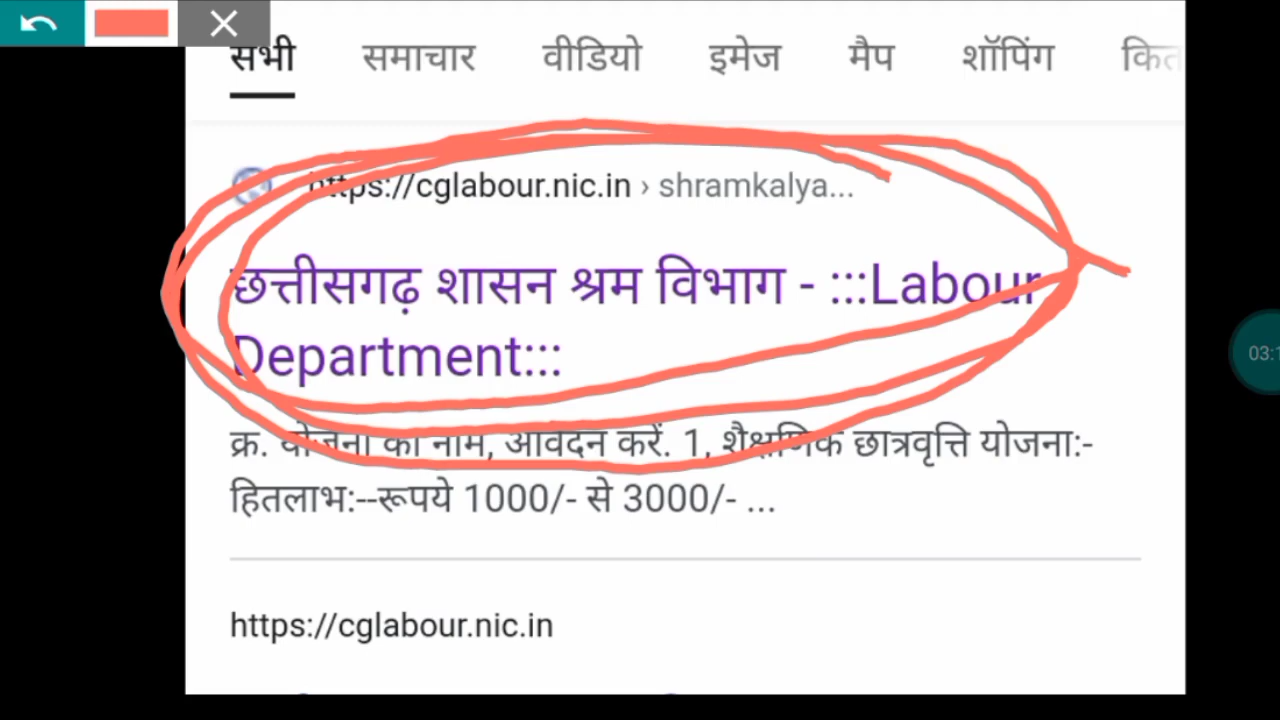 सभी समाचार वीडियो इमेज मैप शॉपिंग
https://cglabour.nic.in › shramkalya...
छत्तीसगढ़ शासन श्रम विभाग - :::Labour
Department:::
क्र. योजना का नाम, आवेदन करें. 1, शैक्षणिक छात्रवृत्ति योजना:-
हितलाभ:--रूपये 1000/- से 3000/- ...
https://cglabour.nic.in